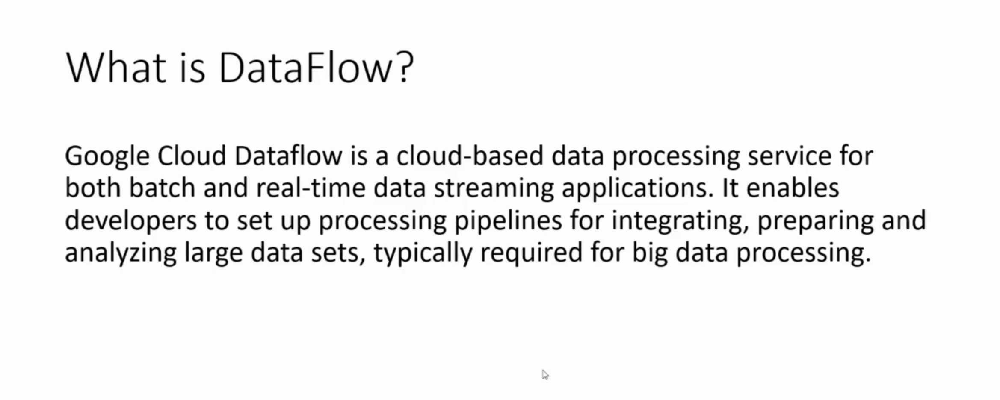 What is DataFlow?
Google Cloud Dataflow is a cloud-based data processing service for
both batch and real-time data streaming applications. It enables
developers to set up processing pipelines for integrating, preparing and
analyzing large data sets, typically required for big data processing.